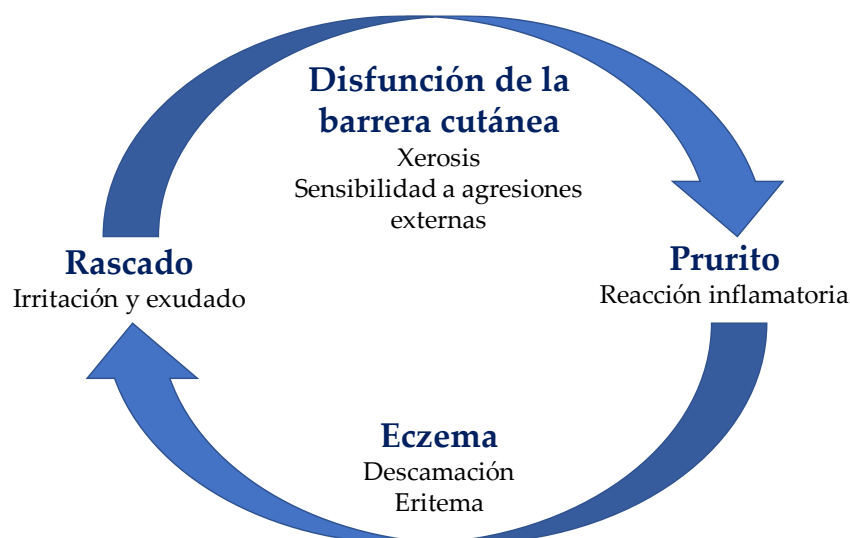 Disfunción de la
barrera cutánea
Xerosis
Sensibilidad a agresiones
externas
Prurito
Reacción inflamatoria
Eczema
Descamación
Eritema
Rascado
Irritación y exudado